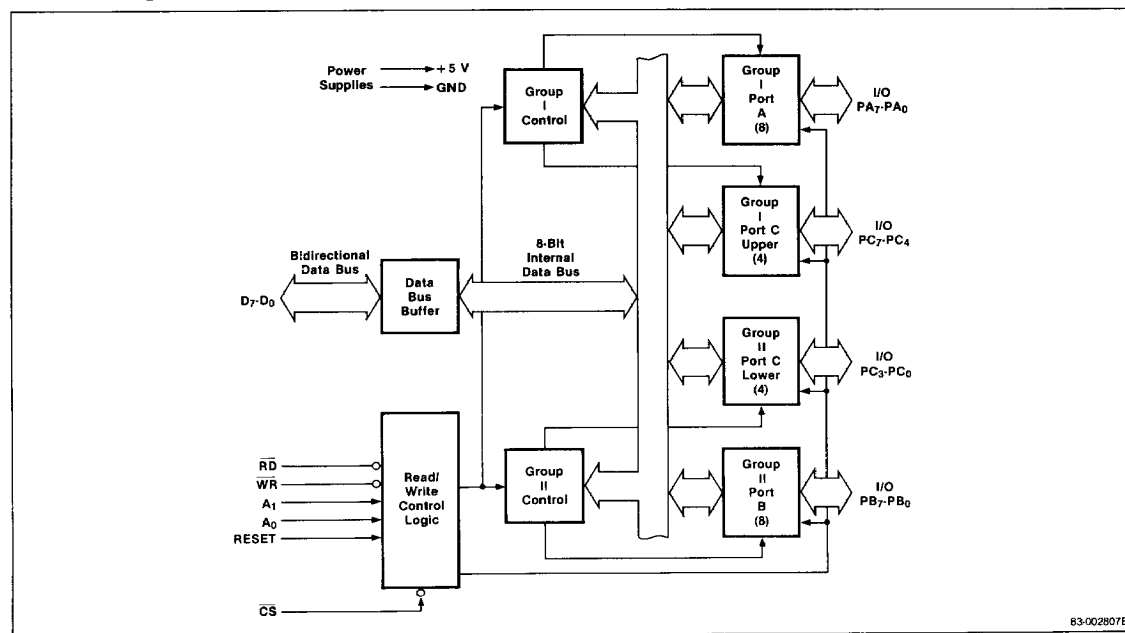 Power
Supplies
+5 V
GND
Group
I
Control
Group
I
Port
A
(8)
I/O
PA7-PA0
Group
I
Port C
Upper
(4)
I/O
PC7-PC4
Bidirectional
Data Bus
D7-D0
Data
Bus
Buffer
8-Bit
Internal
Data Bus
Group
II
Port C
Lower
(4)
I/O
PC3-PC0
RD
WR
A1
A0
RESET
CS
Read/
Write
Control
Logic
Group
II
Control
Group
II
Port
B
(8)
I/O
PB7-PB0